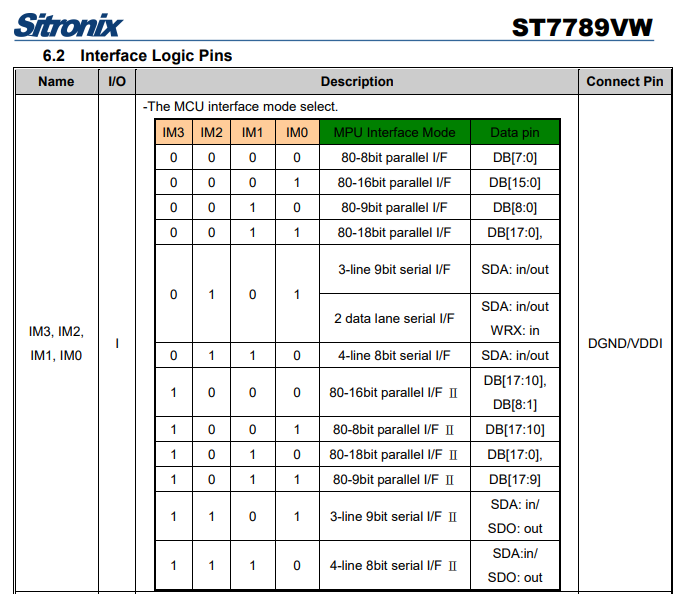 Sitronix
ST7789VW
6.2 Interface Logic Pins
Name I/O Description Connect Pin
-The MCU interface mode select.
IM3 IM2 IM1 IM0 MPU Interface Mode Data pin
0 0 0 0 80-8bit parallel I/F DB[7:0]
0 0 0 1 80-16bit parallel I/F DB[15:0]
0 0 1 0 80-9bit parallel I/F DB[8:0]
0 0 1 1 80-18bit parallel I/F DB[17:0],
0 1 0 1 3-line 9bit serial I/F SDA: in/out
2 data lane serial I/F SDA: in/out
WRX: in
0 1 1 0 4-line 8bit serial I/F SDA: in/out
1 0 0 0 80-16bit parallel I/F Ⅱ DB[17:10],
DB[8:1]
1 0 0 1 80-8bit parallel I/F Ⅱ DB[17:10]
1 0 1 0 80-18bit parallel I/F Ⅱ DB[17:0],
1 0 1 1 80-9bit parallel I/F Ⅱ DB[17:9]
1 1 0 1 3-line 9bit serial I/F Ⅱ SDA: in/
SDO: out
1 1 1 0 4-line 8bit serial I/F Ⅱ SDA:in/
SDO: out
IM3, IM2,
IM1, IM0
I
DGND/VDDI